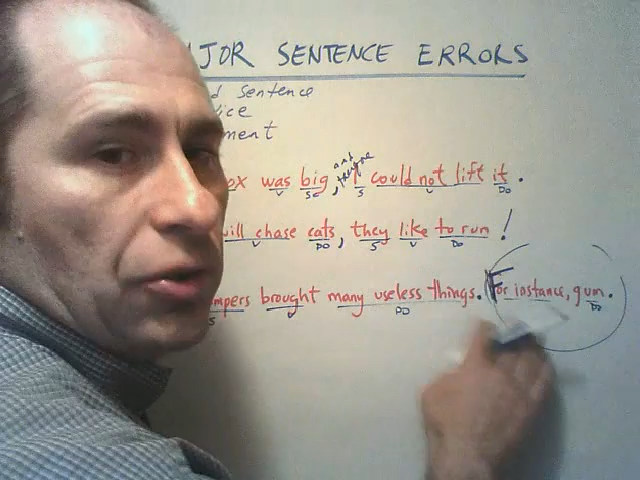 JOR SENTENCE ERRORS
d sentence
ice
ment
ox was big, and therefore I could not lift it.
V SC S V DO
ill chase cats, they like to run!
V DO S V DO
mpers brought many useless things. For instance, gum.
S V DO DO